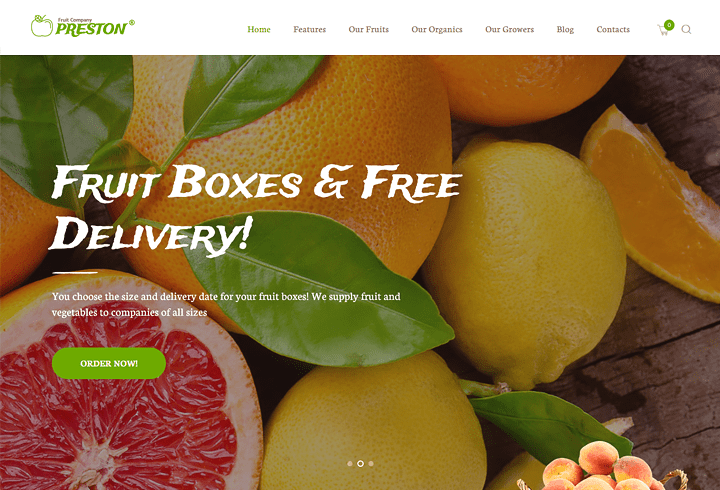 Fruit Company
PRESTON ®
Home Features Our Fruits Our Organics Our Growers Blog Contacts 0
Fruit Boxes & Free
Delivery!
You choose the size and delivery date for your fruit boxes! We supply fruit and
vegetables to companies of all sizes
ORDER NOW!